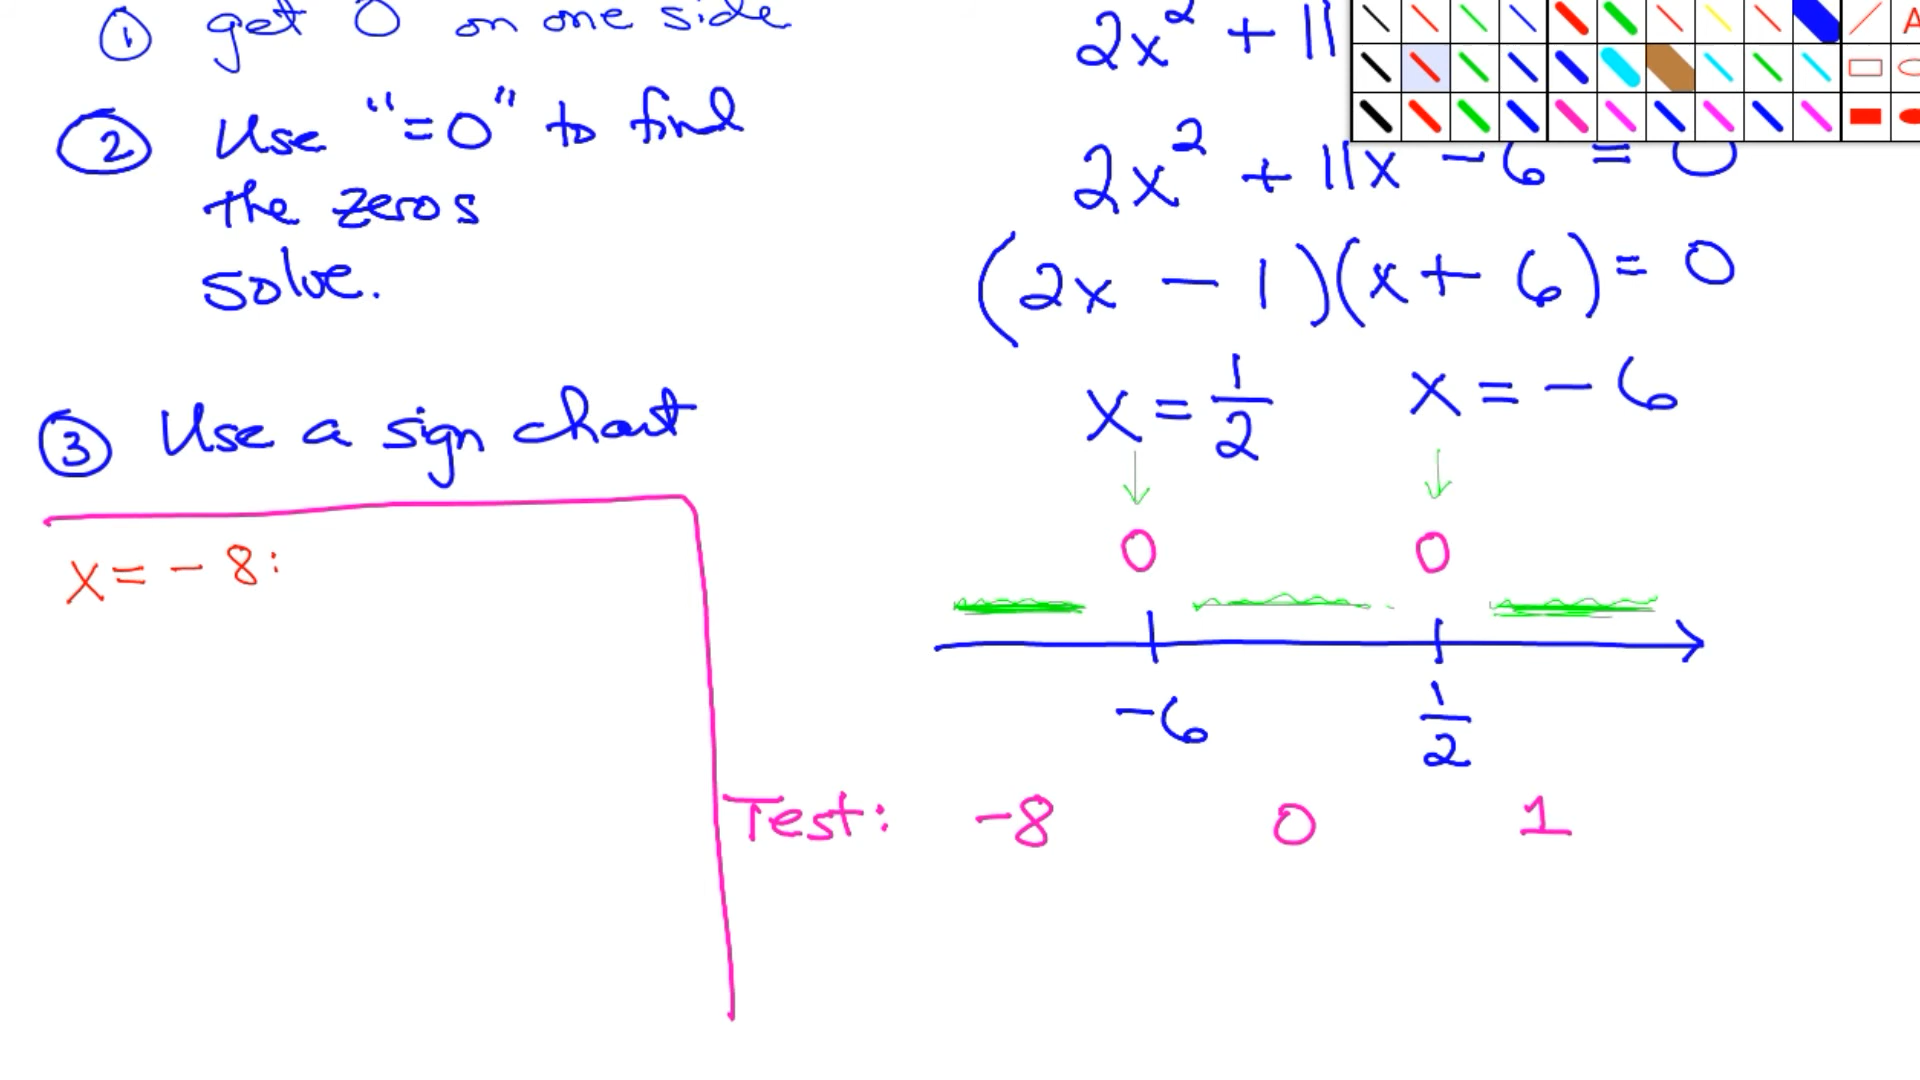 ① get 0 on one side
② Use "=0" to find
the zeros
solve.
③ Use a sign chart
x = - 8:
2x² + 11
2x² + 11x - 6 = 0
(2x - 1)(x + 6) = 0
x = 1/2 x = - 6
0 0
-6 1/2
Test: -8 0 1
A